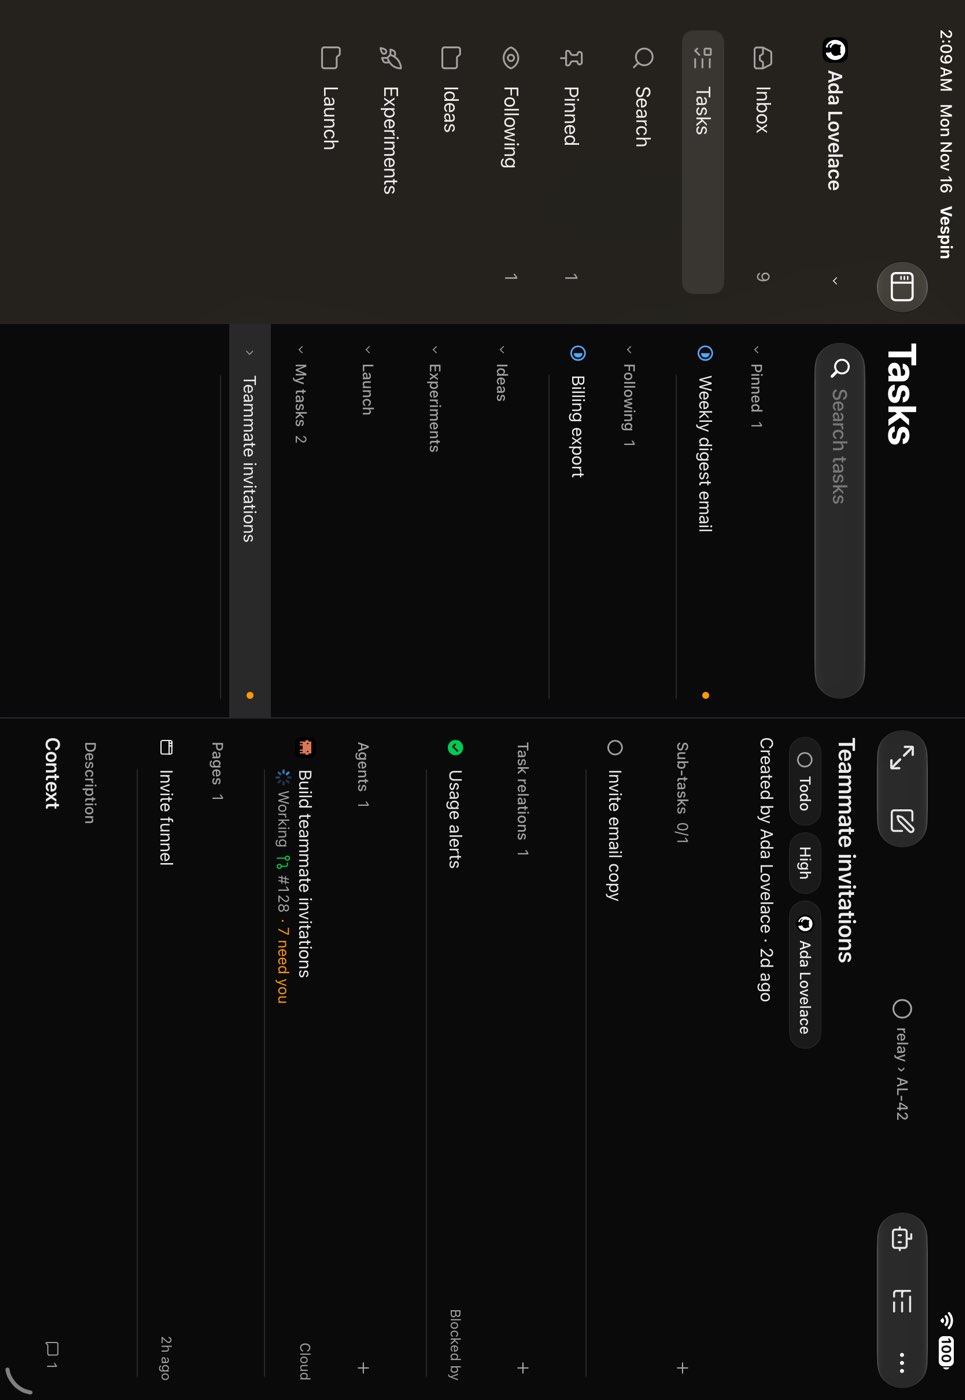 2:09 AM Mon Nov 16 Vespin
100
Ada Lovelace
Inbox 9
Tasks
Search
Pinned 1
Following 1
Ideas
Experiments
Launch
Tasks
Search tasks
Pinned 1
Weekly digest email
Following 1
Billing export
Ideas
Experiments
Launch
My tasks 2
Teammate invitations
relay › AL-42
Teammate invitations
Todo High Ada Lovelace
Created by Ada Lovelace · 2d ago
Sub-tasks 0/1
Invite email copy
Task relations 1
Usage alerts Blocked by
Agents 1
Build teammate invitations Cloud
Working #128 · 7 need you
Pages 1
Invite funnel 2h ago
Description
Context 1